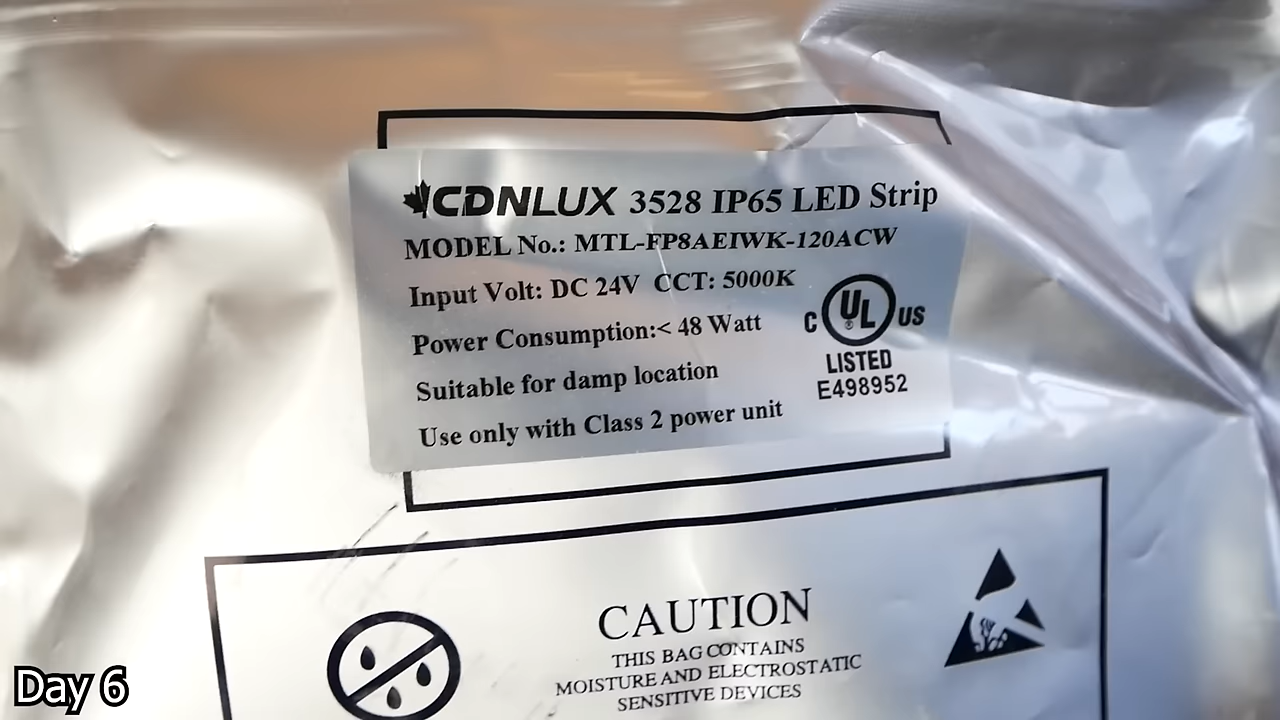 CDNLUX 3528 IP65 LED Strip
MODEL No.: MTL-FP8AEIWK-120ACW
Input Volt: DC 24V CCT: 5000K
Power Consumption:< 48 Watt
Suitable for damp location
Use only with Class 2 power unit
C UL® US
LISTED
E498952
CAUTION
THIS BAG CONTAINS
MOISTURE AND ELECTROSTATIC
SENSITIVE DEVICES
Day 6